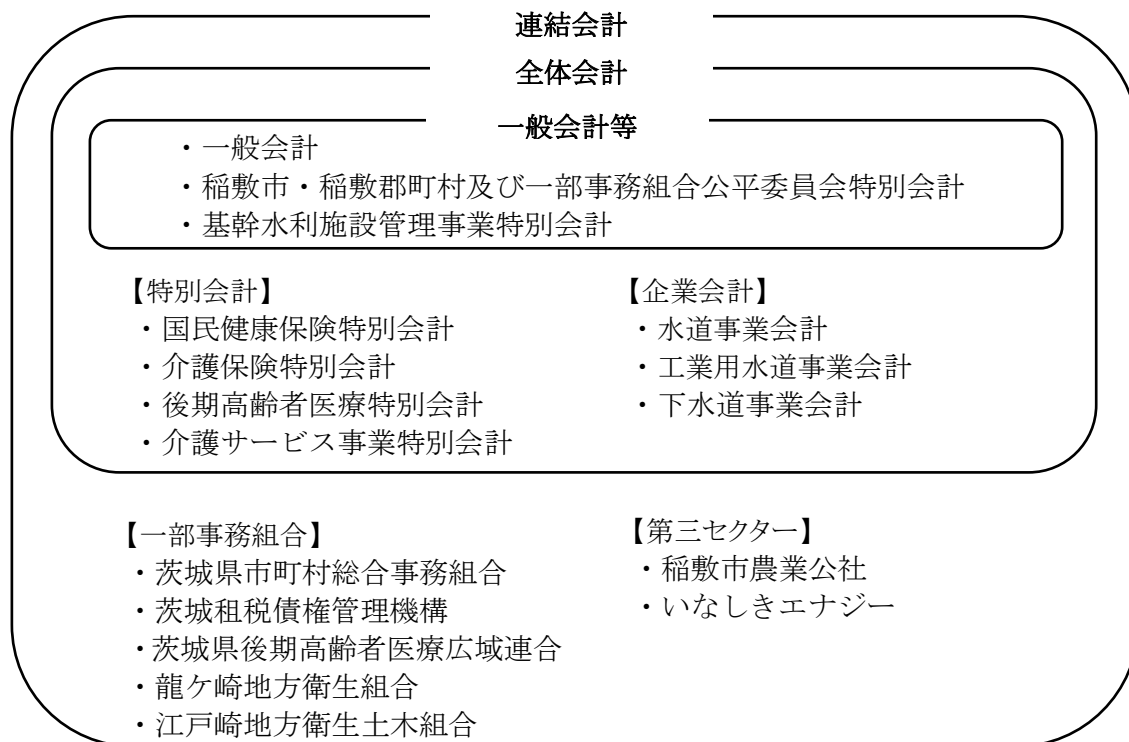 連結会計
全体会計
一般会計等
・一般会計
・稲敷市・稲敷郡町村及び一部事務組合公平委員会特別会計
・基幹水利施設管理事業特別会計
【特別会計】
・国民健康保険特別会計
・介護保険特別会計
・後期高齢者医療特別会計
・介護サービス事業特別会計
【企業会計】
・水道事業会計
・工業用水道事業会計
・下水道事業会計
【一部事務組合】
・茨城県市町村総合事務組合
・茨城租税債権管理機構
・茨城県後期高齢者医療広域連合
・龍ケ崎地方衛生組合
・江戸崎地方衛生土木組合
【第三セクター】
・稲敷市農業公社
・いなしきエナジー